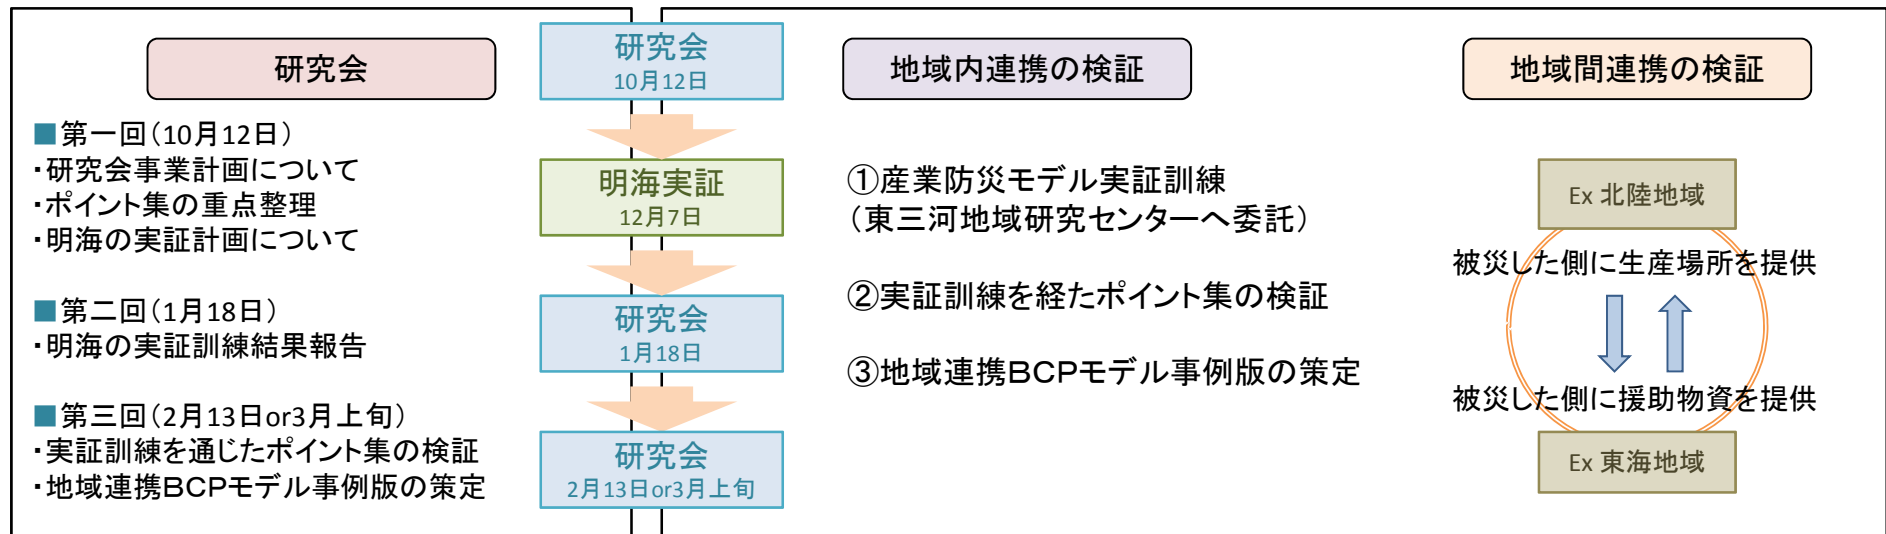 研究会
■第一回(10月12日)
・研究会事業計画について
・ポイント集の重点整理
・明海の実証計画について
■第二回(1月18日)
・明海の実証訓練結果報告
■第三回(2月13日or3月上旬)
・実証訓練を通じたポイント集の検証
・地域連携BCPモデル事例版の策定
研究会
10月12日
明海実証
12月7日
研究会
1月18日
研究会
2月13日or3月上旬
地域内連携の検証
①産業防災モデル実証訓練
(東三河地域研究センターへ委託)
②実証訓練を経たポイント集の検証
③地域連携BCPモデル事例版の策定
地域間連携の検証
Ex 北陸地域
被災した側に生産場所を提供
被災した側に援助物資を提供
Ex 東海地域